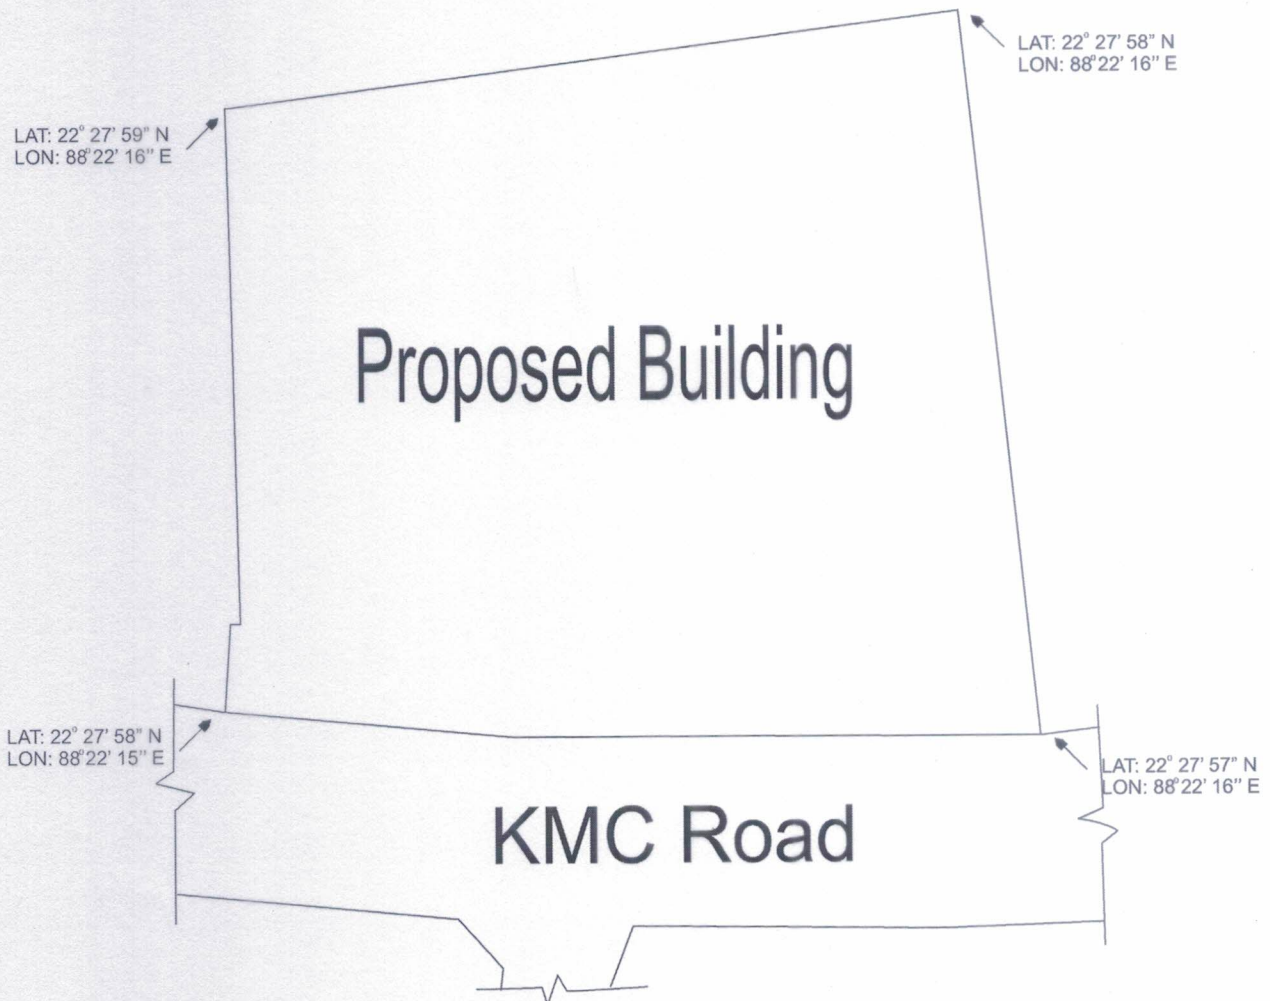 LAT: 22° 27' 58" N
LON: 88° 22' 16" E
LAT: 22° 27' 59" N
LON: 88° 22' 16" E
Proposed Building
LAT: 22° 27' 58" N
LON: 88° 22' 15" E
LAT: 22° 27' 57" N
LON: 88° 22' 16" E
KMC Road